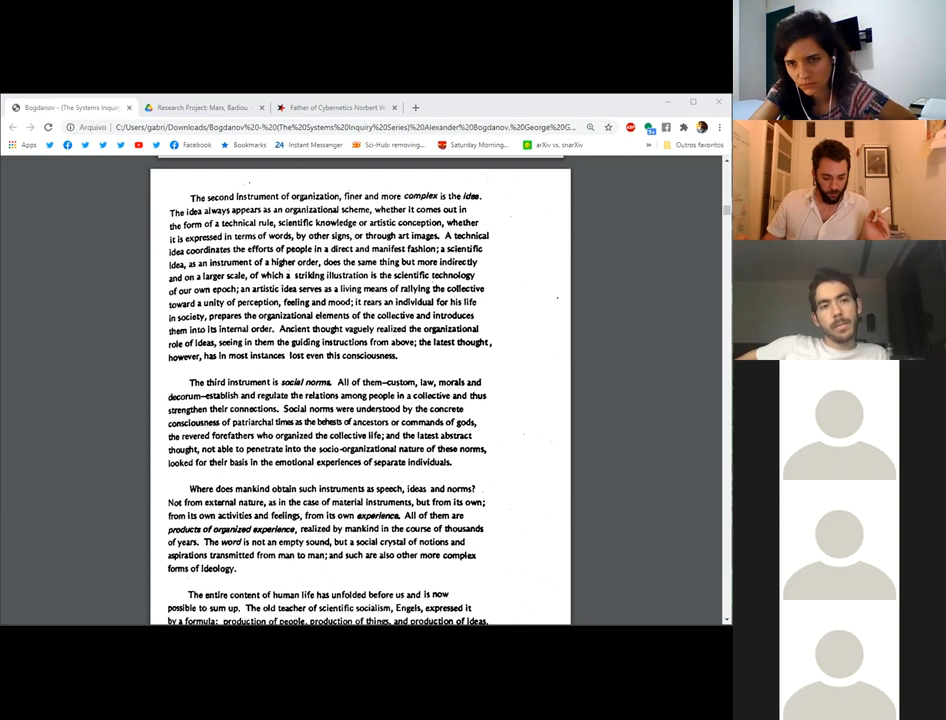 Bogdanov - (The Systems Inquir
Research Project: Marx, Badiou -
Father of Cybernetics Norbert W
Arquivo
C:/Users/gabri/Downloads/Bogdanov%20-%20(The%20Systems%20Inquiry%20Series)%20Alexander%20Bogdanov,%20George%20G...
Apps
Facebook
Bookmarks
24 Instant Messenger
Sci-Hub: removing...
Saturday Morning...
arXiv vs. snarXiv
»
Outros favoritos
The second instrument of organization, finer and more complex is the idea.
The idea always appears as an organizational scheme, whether it comes out in
the form of a technical rule, scientific knowledge or artistic conception, whether
it is expressed in terms of words, by other signs, or through art images. A technical
idea coordinates the efforts of people in a direct and manifest fashion; a scientific
idea, as an instrument of a higher order, does the same thing but more indirectly
and on a larger scale, of which a striking illustration is the scientific technology
of our own epoch; an artistic idea serves as a living means of rallying the collective
toward a unity of perception, feeling and mood; it rears an individual for his life
in society, prepares the organizational elements of the collective and introduces
them into its internal order. Ancient thought vaguely realized the organizational
role of ideas, seeing in them the guiding instructions from above; the latest thought,
however, has in most instances lost even this consciousness.
The third instrument is social norms. All of them—custom, law, morals and
decorum—establish and regulate the relations among people in a collective and thus
strengthen their connections. Social norms were understood by the concrete
consciousness of patriarchal times as the behests of ancestors or commands of gods,
the revered forefathers who organized the collective life; and the latest abstract
thought, not able to penetrate into the socio-organizational nature of these norms,
looked for their basis in the emotional experiences of separate individuals.
Where does mankind obtain such instruments as speech, ideas and norms?
Not from external nature, as in the case of material instruments, but from its own;
from its own activities and feelings, from its own experience. All of them are
products of organized experience, realized by mankind in the course of thousands
of years. The word is not an empty sound, but a social crystal of notions and
aspirations transmitted from man to man; and such are also other more complex
forms of ideology.
The entire content of human life has unfolded before us and is now
possible to sum up. The old teacher of scientific socialism, Engels, expressed it
by a formula: production of people, production of things, and production of ideas.